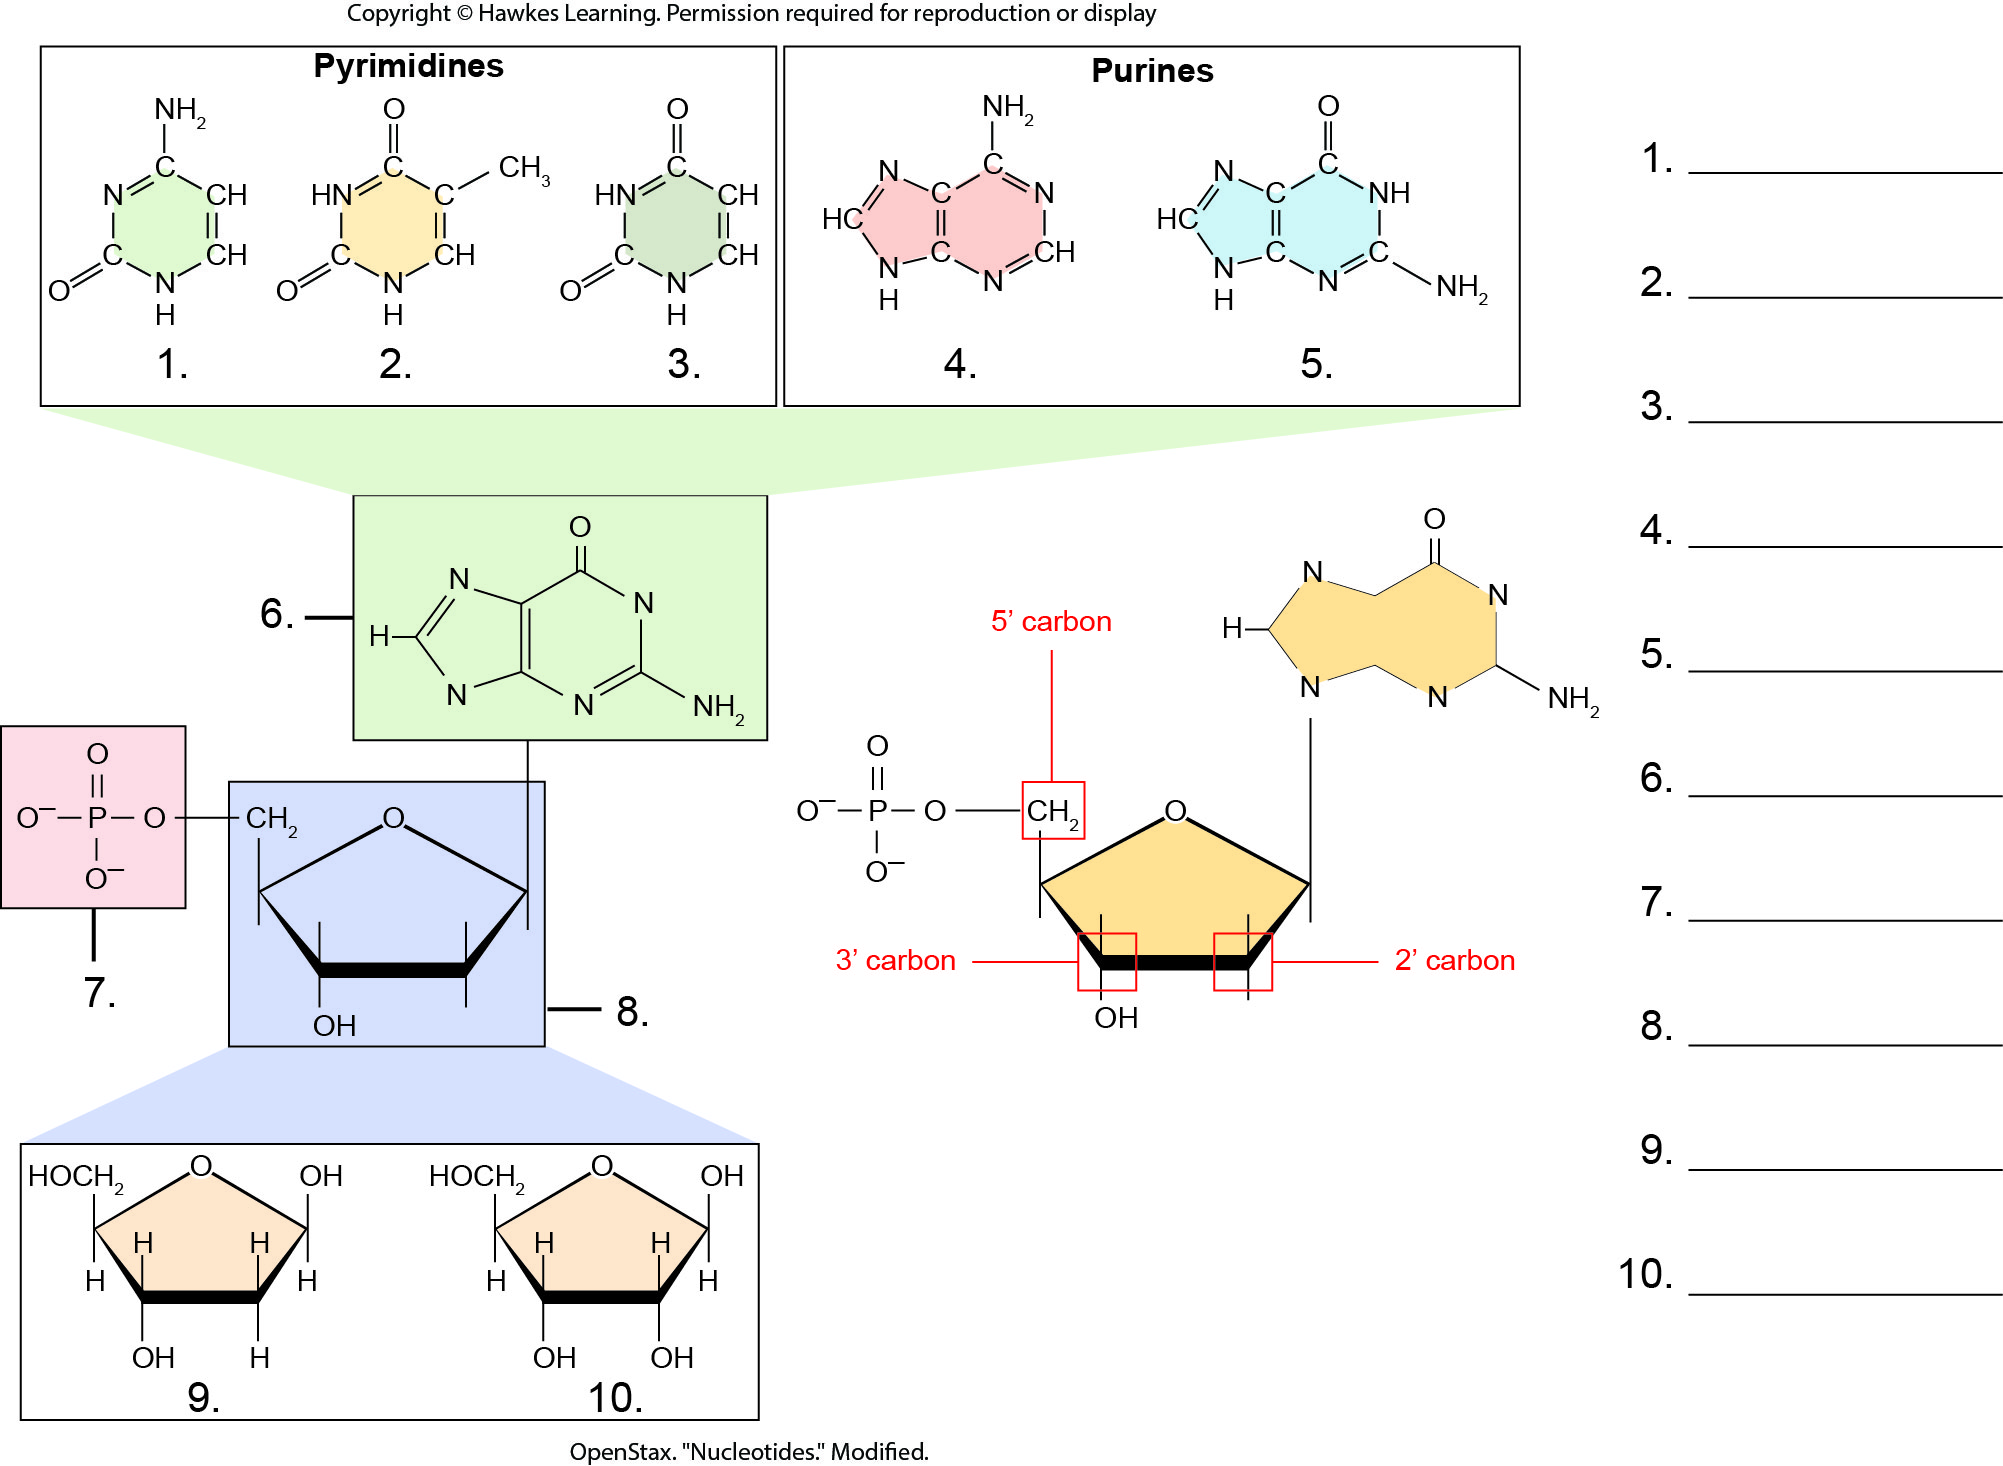 Copyright © Hawkes Learning. Permission required for reproduction or display
Pyrimidines
NH2
N
C
CH
CH
C
O
N
H
1.
O
C
CH3
HN
C
CH
C
O
N
H
2.
O
C
HN
CH
CH
C
O
N
H
3.
Purines
NH2
N
C
C
N
HC
C
CH
N
H
N
4.
O
N
C
C
NH
HC
C
C
N
H
N
NH2
5.
6.
O
N
N
H
N
N
NH2
O
O– P O
O–
7.
CH2
O
OH
8.
HOCH2
O
OH
H
H
H
H
OH
H
9.
HOCH2
O
OH
H
H
H
H
OH
OH
10.
5’ carbon
O
N
N
H
N
N
NH2
O
O– P O CH2
O–
O
3’ carbon
2’ carbon
OH
1.
2.
3.
4.
5.
6.
7.
8.
9.
10.
OpenStax. "Nucleotides." Modified.